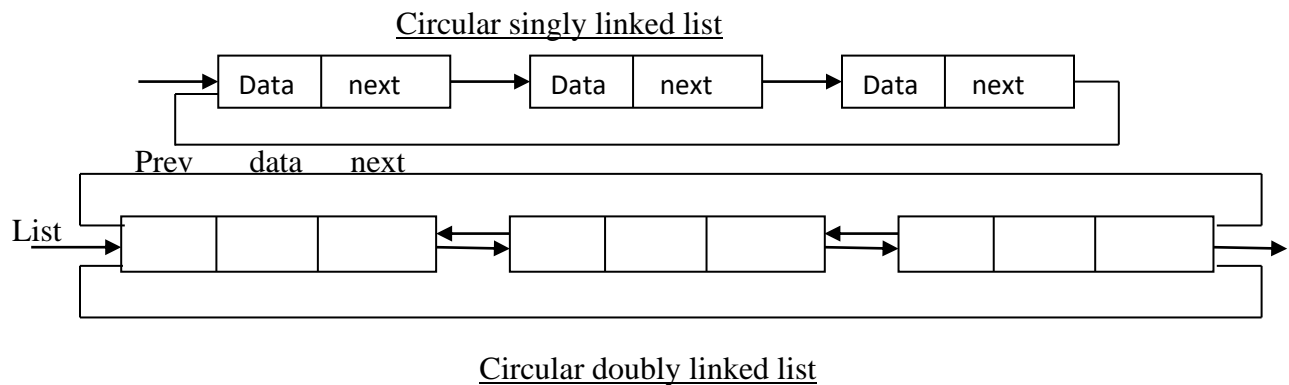 Circular singly linked list
Data next Data next Data next
Prev data next
List
Circular doubly linked list